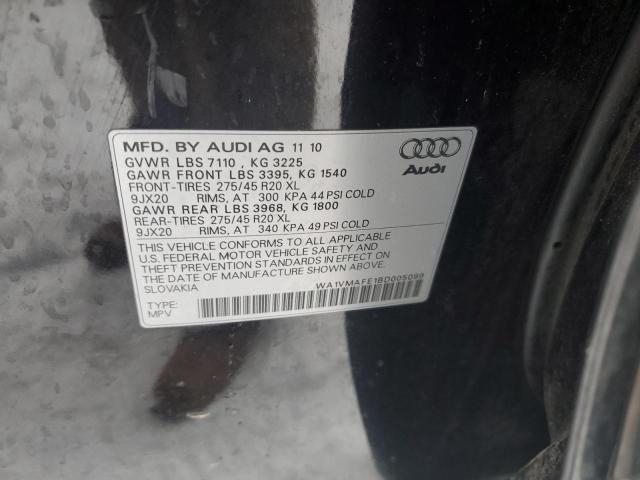 MFD. BY AUDI AG 11 10
GVWR LBS 7110 , KG 3225
GAWR FRONT LBS 3395, KG 1540
FRONT-TIRES 275/45 R20 XL
9JX20 RIMS, AT 300 KPA 44 PSI COLD
GAWR REAR LBS 3968, KG 1800
REAR-TIRES 275/45 R20 XL
9JX20 RIMS, AT 340 KPA 49 PSI COLD
THIS VEHICLE CONFORMS TO ALL APPLICABLE
U.S. FEDERAL MOTOR VEHICLE SAFETY AND
THEFT PREVENTION STANDARDS IN EFFECT ON
THE DATE OF MANUFACTURE SHOWN ABOVE.
SLOVAKIA
WA1VMAFE1BD005099
TYPE:
MPV
Audi